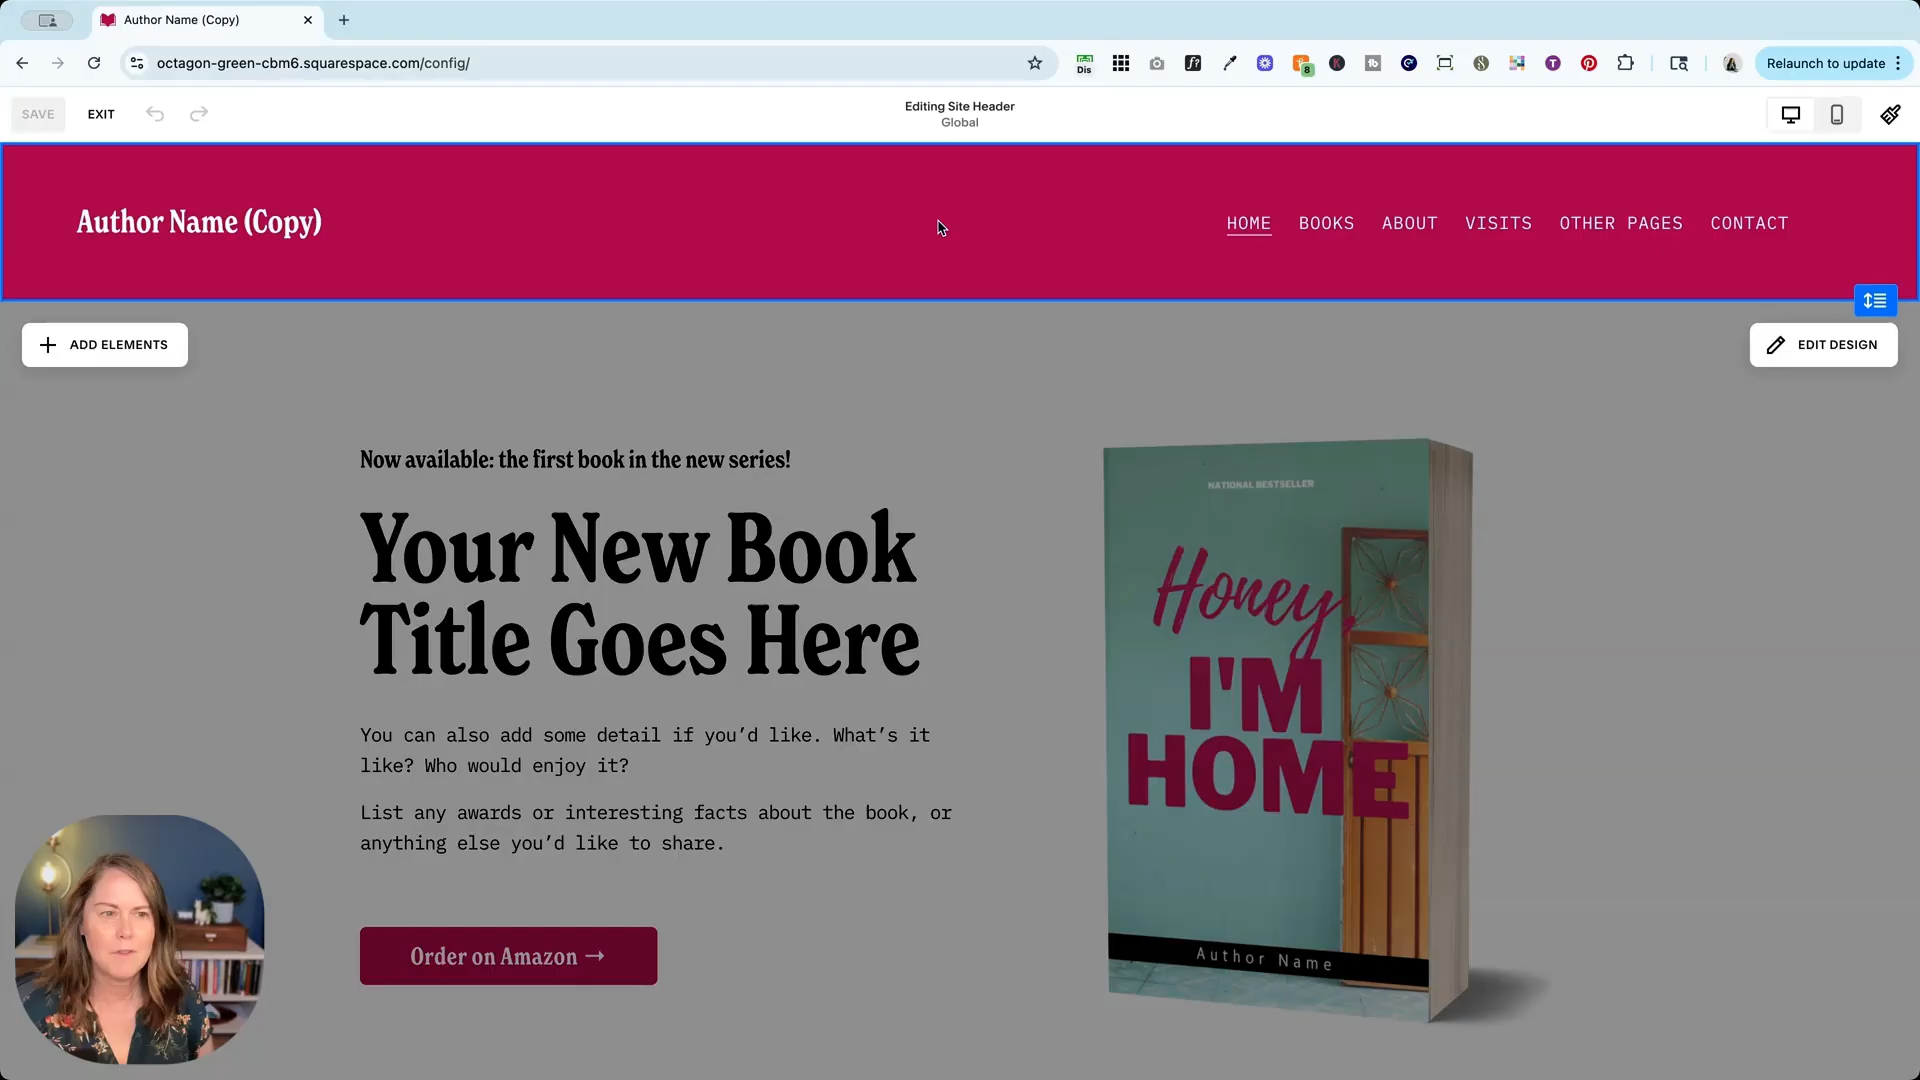 Author Name (Copy)
octagon-green-cbm6.squarespace.com/config/
Dis
8
Relaunch to update
SAVE
EXIT
Editing Site Header
Global
Author Name (Copy)
HOME
BOOKS
ABOUT
VISITS
OTHER PAGES
CONTACT
ADD ELEMENTS
EDIT DESIGN
Now available: the first book in the new series!
Your New Book
Title Goes Here
You can also add some detail if you’d like. What’s it
like? Who would enjoy it?
List any awards or interesting facts about the book, or
anything else you’d like to share.
Order on Amazon →
NATIONAL BESTSELLER
Honey,
I'M
HOME
Author Name